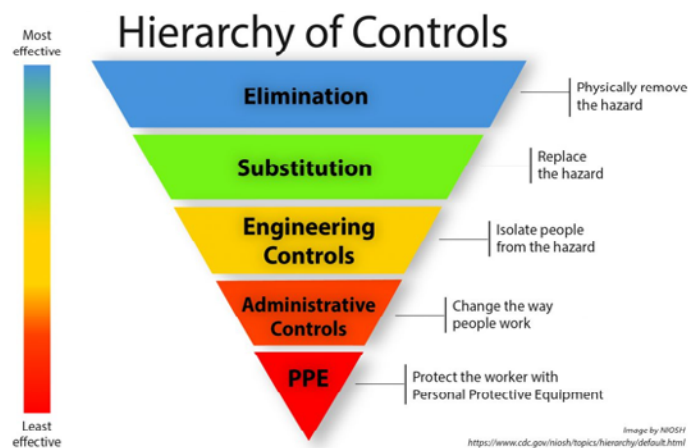 Hierarchy of Controls
Most
effective
Elimination
Physically remove
the hazard
Substitution
Replace
the hazard
Engineering
Controls
Isolate people
from the hazard
Administrative
Controls
Change the way
people work
PPE
Protect the worker with
Personal Protective Equipment
Least
effective
Image by NIOSH
https://www.cdc.gov/niosh/topics/hierarchy/default.html